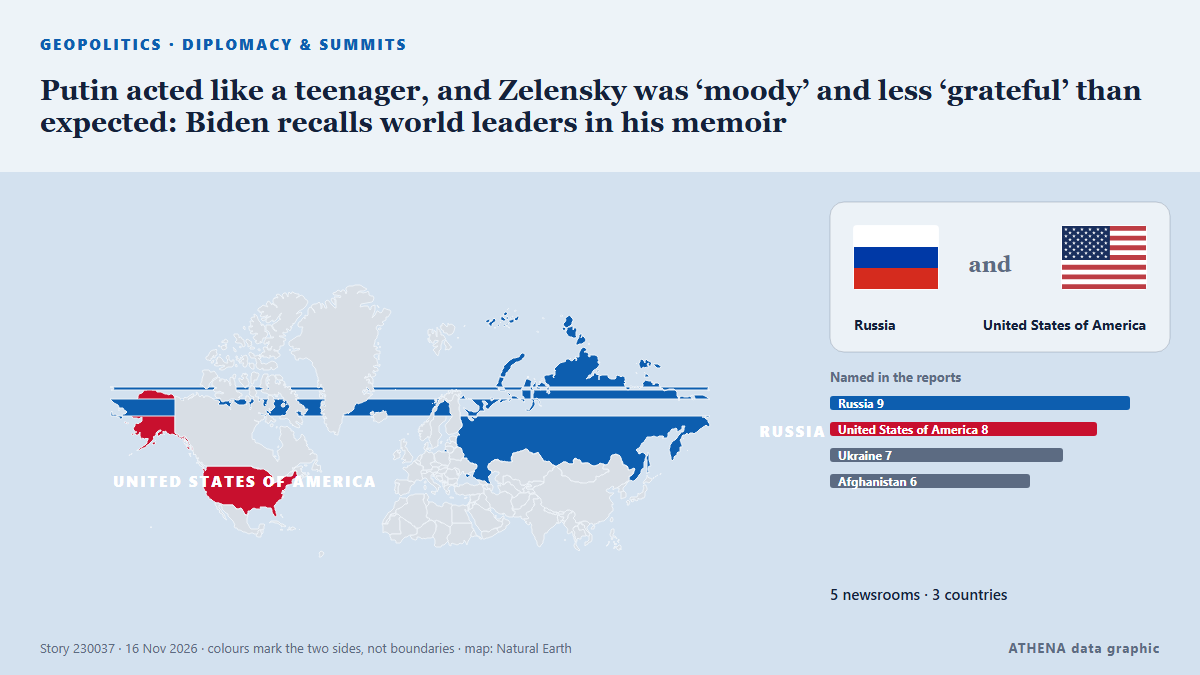 GEOPOLITICS · DIPLOMACY & SUMMITS
Putin acted like a teenager, and Zelensky was ‘moody’ and less ‘grateful’ than
expected: Biden recalls world leaders in his memoir
and
Russia
United States of America
Named in the reports
Russia 9
RUSSIA
United States of America 8
Ukraine 7
UNITED STATES OF AMERICA
Afghanistan 6
5 newsrooms · 3 countries
Story 230037 · 16 Nov 2026 · colours mark the two sides, not boundaries · map: Natural Earth
ATHENA data graphic